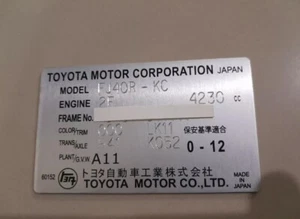 TOYOTA MOTOR CORPORATION JAPAN
MODEL FJ40R - KC
ENGINE 2F 4230 cc
FRAME No.
COLOR/TRIM K11 保安基準適合
TRANS/AXLE 0 - 12
PLANT/G.V.W A11
トヨタ自動車工業株式会社
60152 TOYOTA MOTOR CO.,LTD. MADE IN JAPAN